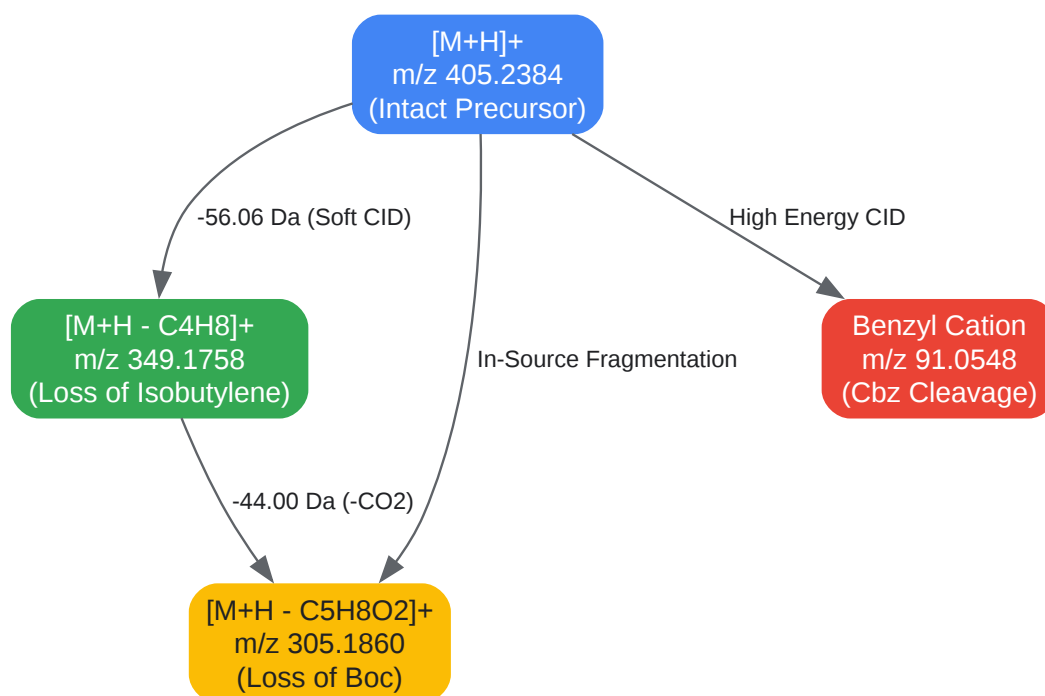 [M+H]+
m/z 405.2384
(Intact Precursor)
-56.06 Da (Soft CID)
High Energy CID
[M+H - C4H8]+
m/z 349.1758
(Loss of Isobutylene)
In-Source Fragmentation
Benzyl Cation
m/z 91.0548
(Cbz Cleavage)
-44.00 Da (-CO2)
[M+H - C5H8O2]+
m/z 305.1860
(Loss of Boc)